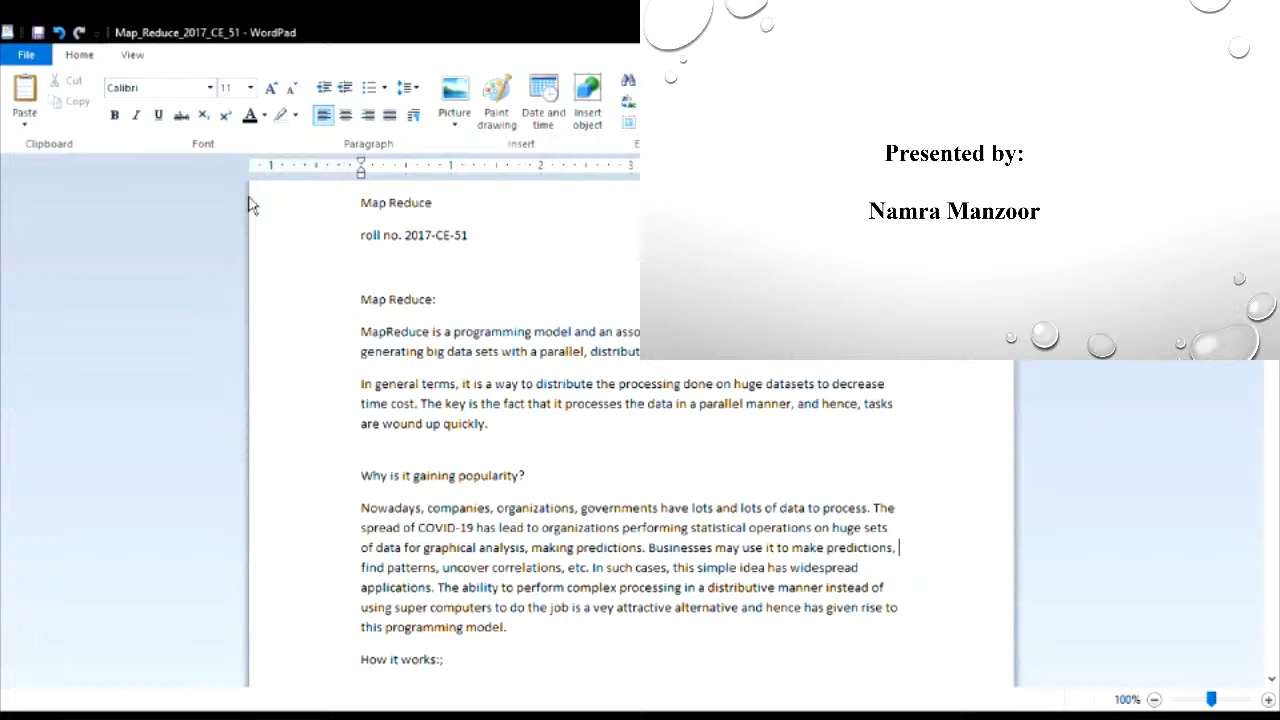 Map_Reduce_2017_CE_51 - WordPad
File Home View
Cut
Copy
Paste
Calibri 11
Picture
Paint drawing
Date and time
Insert object
Clipboard Font Paragraph Insert
1 1 2 3
Presented by:
Namra Manzoor
Map Reduce
roll no. 2017-CE-51
Map Reduce:
MapReduce is a programming model and an asso
generating big data sets with a parallel, distribut
In general terms, it is a way to distribute the processing done on huge datasets to decrease
time cost. The key is the fact that it processes the data in a parallel manner, and hence, tasks
are wound up quickly.
Why is it gaining popularity?
Nowadays, companies, organizations, governments have lots and lots of data to process. The
spread of COVID-19 has lead to organizations performing statistical operations on huge sets
of data for graphical analysis, making predictions. Businesses may use it to make predictions,
find patterns, uncover correlations, etc. In such cases, this simple idea has widespread
applications. The ability to perform complex processing in a distributive manner instead of
using super computers to do the job is a vey attractive alternative and hence has given rise to
this programming model.
How it works:;
100%